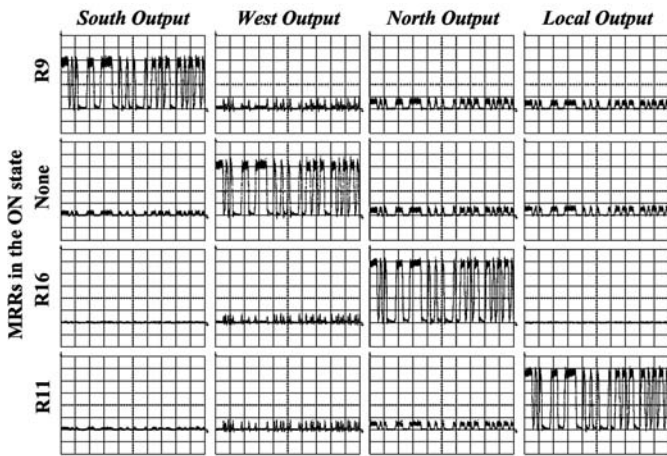 South Output West Output North Output Local Output
MRRs in the ON state
R9
None
R16
R11